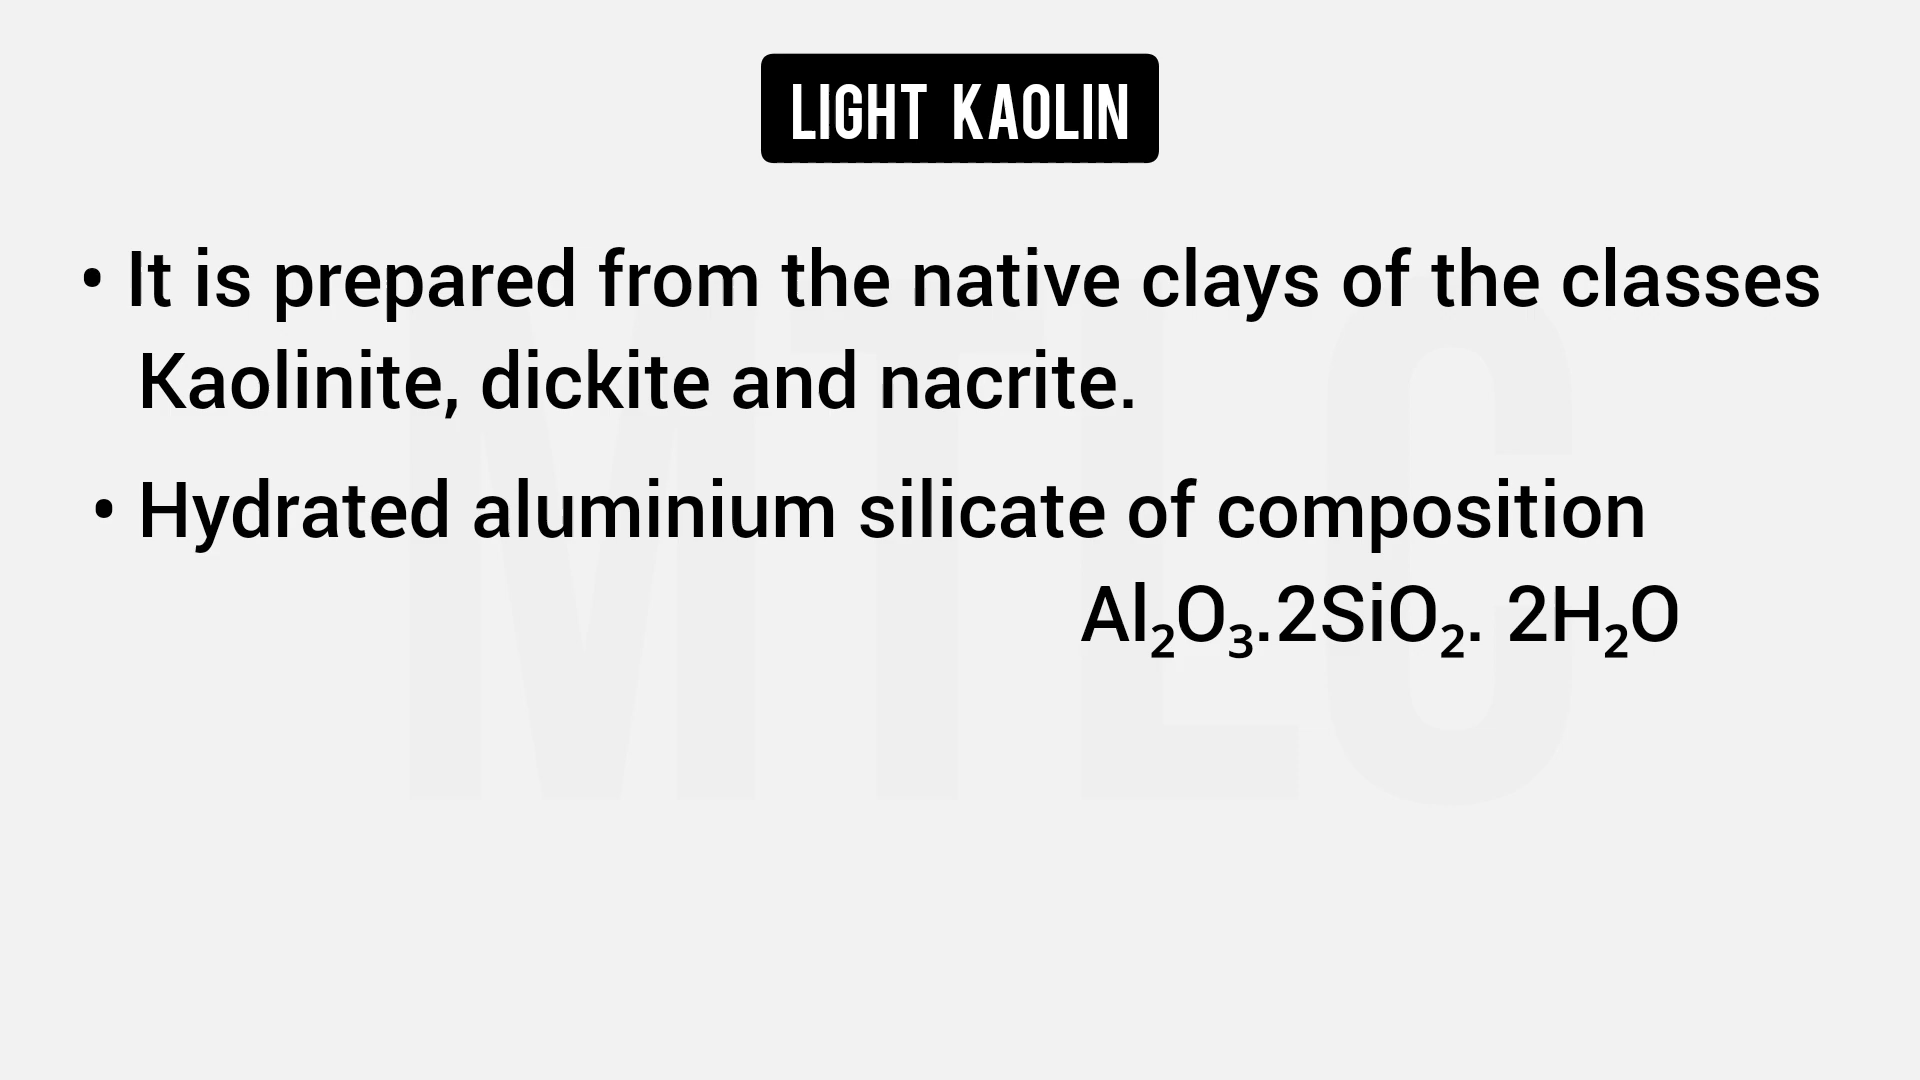 LIGHT KAOLIN
• It is prepared from the native clays of the classes
Kaolinite, dickite and nacrite.
• Hydrated aluminium silicate of composition
Al₂O₃.2SiO₂. 2H₂O
MTLC